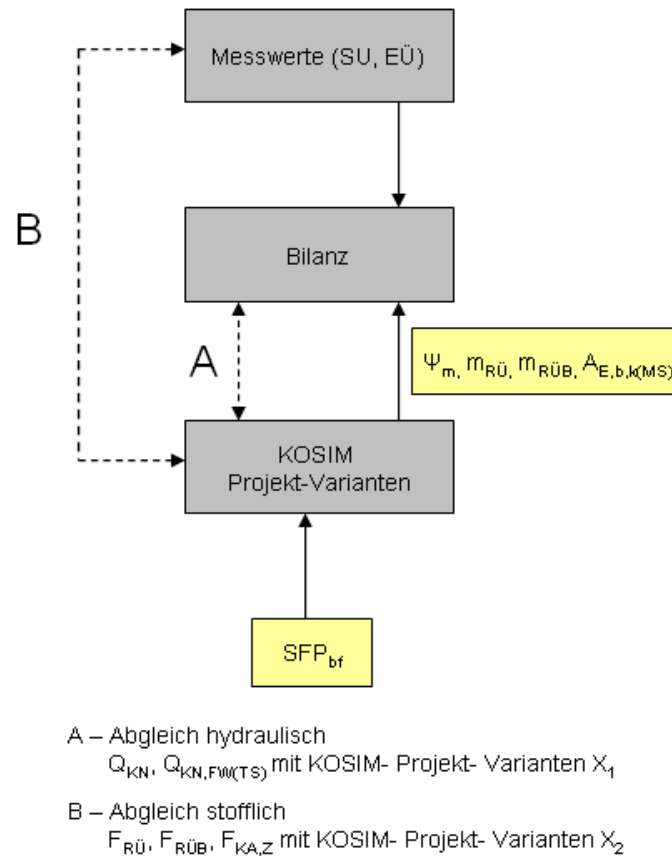 Messwerte (SU, EÜ)
B
Bilanz
A
Ψm, mRÜ, mRÜB, AE,b,k(MS)
KOSIM
Projekt-Varianten
SFPbf
A – Abgleich hydraulisch
QKN, QKN,FW(TS) mit KOSIM- Projekt- Varianten X1
B – Abgleich stofflich
FRÜ, FRÜB, FKA,Z mit KOSIM- Projekt- Varianten X2